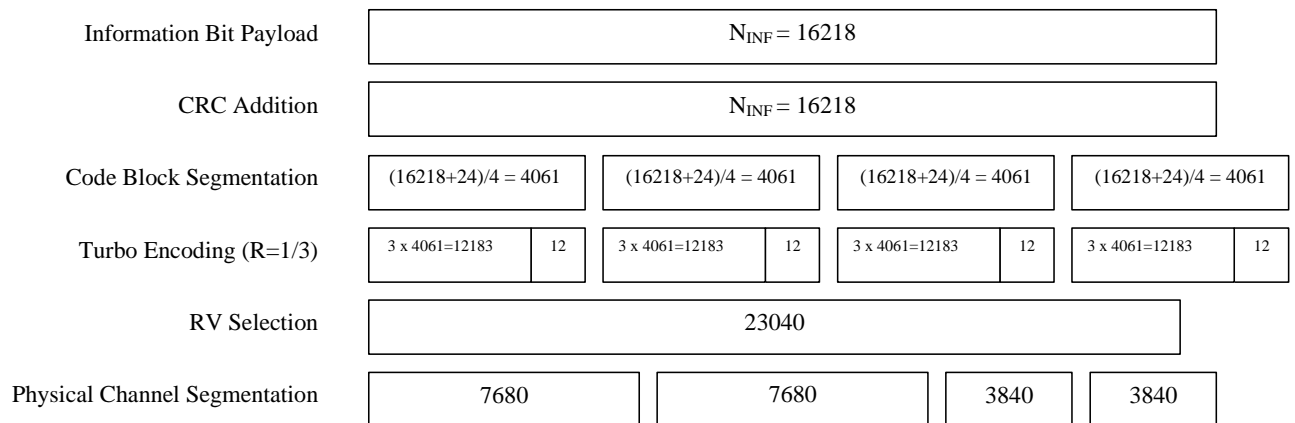 Information Bit Payload NINF = 16218
CRC Addition NINF = 16218
Code Block Segmentation (16218+24)/4 = 4061 (16218+24)/4 = 4061 (16218+24)/4 = 4061 (16218+24)/4 = 4061
Turbo Encoding (R=1/3) 3 x 4061=12183 12 3 x 4061=12183 12 3 x 4061=12183 12 3 x 4061=12183 12
RV Selection 23040
Physical Channel Segmentation 7680 7680 3840 3840